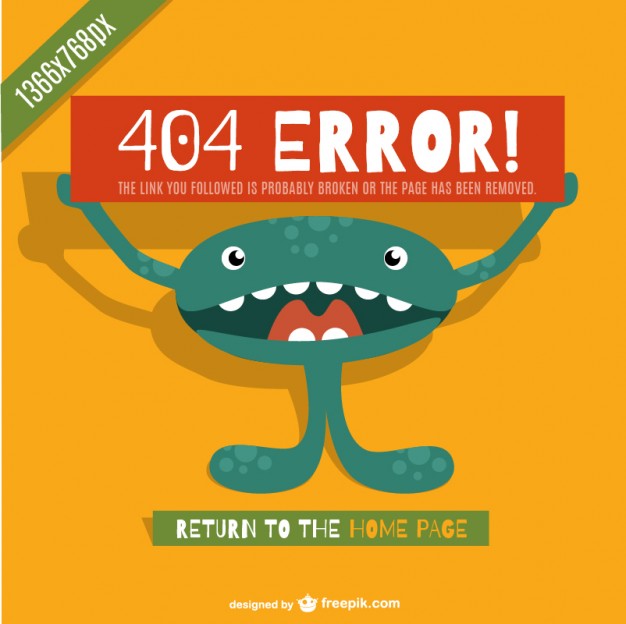 1366x768px
404 ERROR!
THE LINK YOU FOLLOWED IS PROBABLY BROKEN OR THE PAGE HAS BEEN REMOVED.
RETURN TO THE HOME PAGE
designed by freepik.com